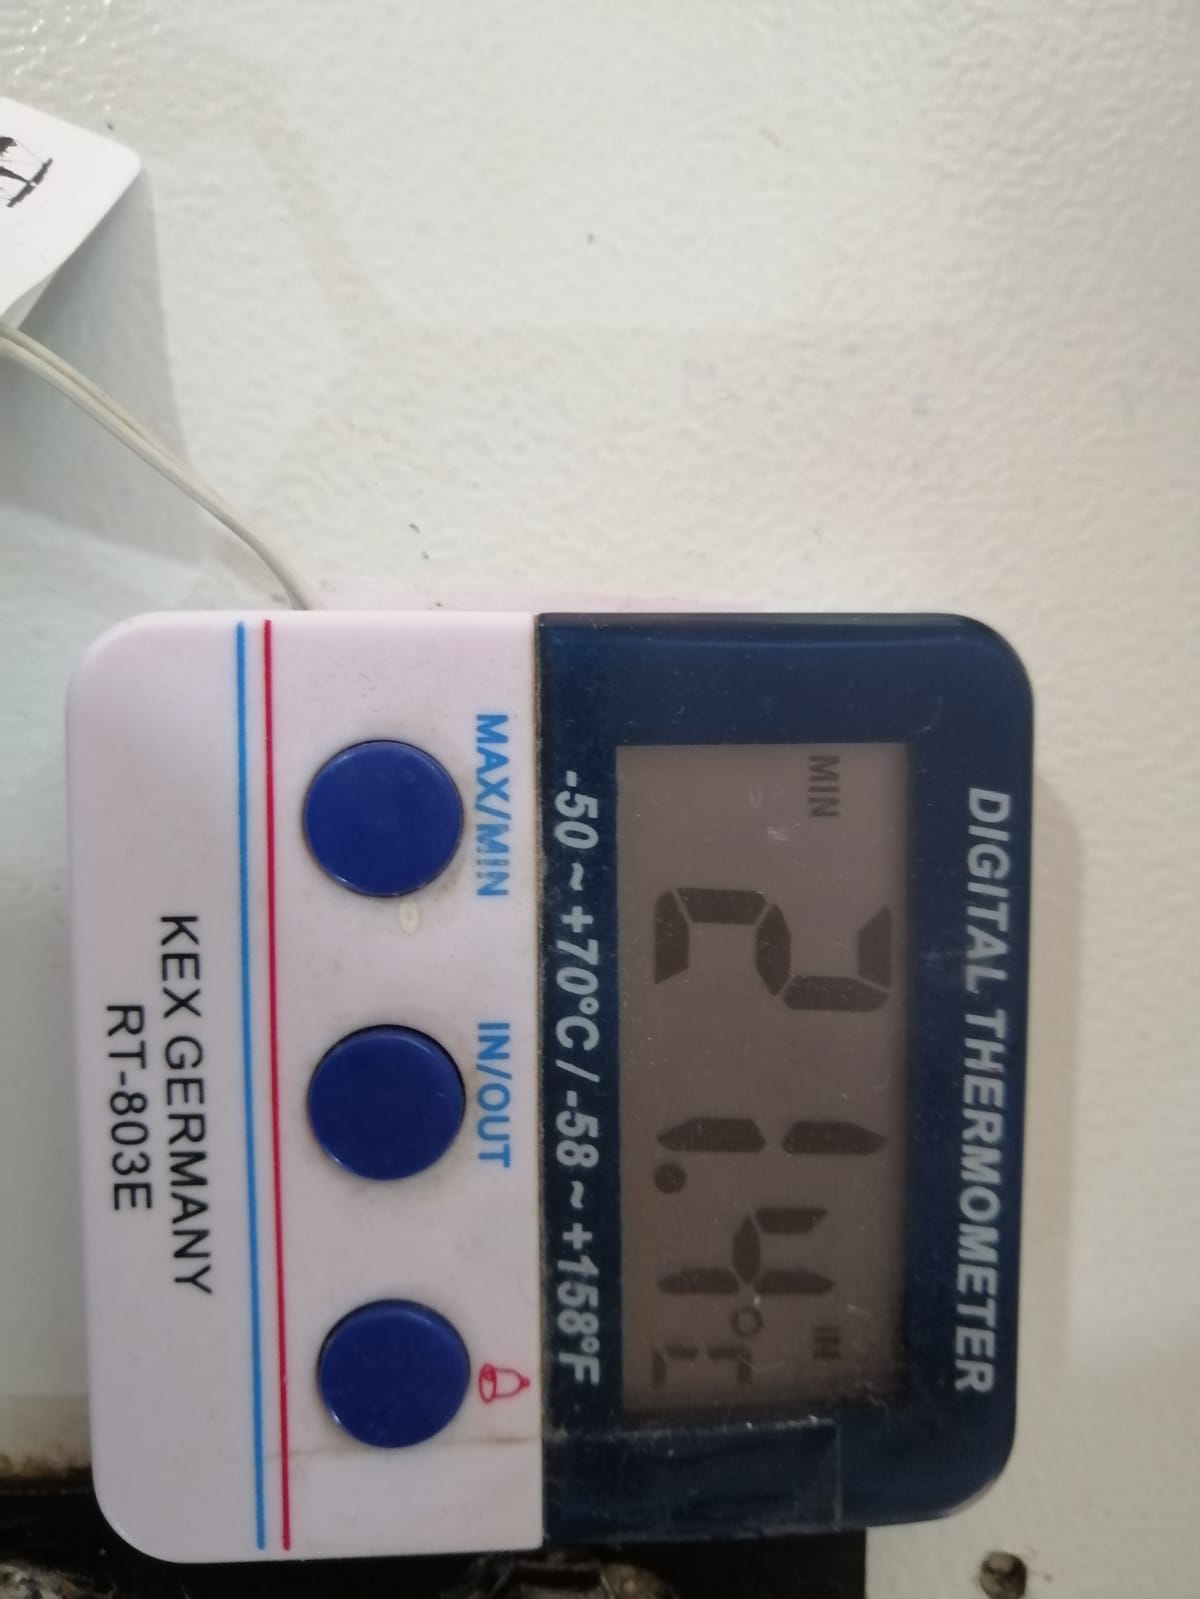 DIGITAL THERMOMETER
MIN IN
21.4 °C
-50 ~ +70°C / -58 ~ +158°F
MAX/MIN IN/OUT
KEX GERMANY
RT-803E